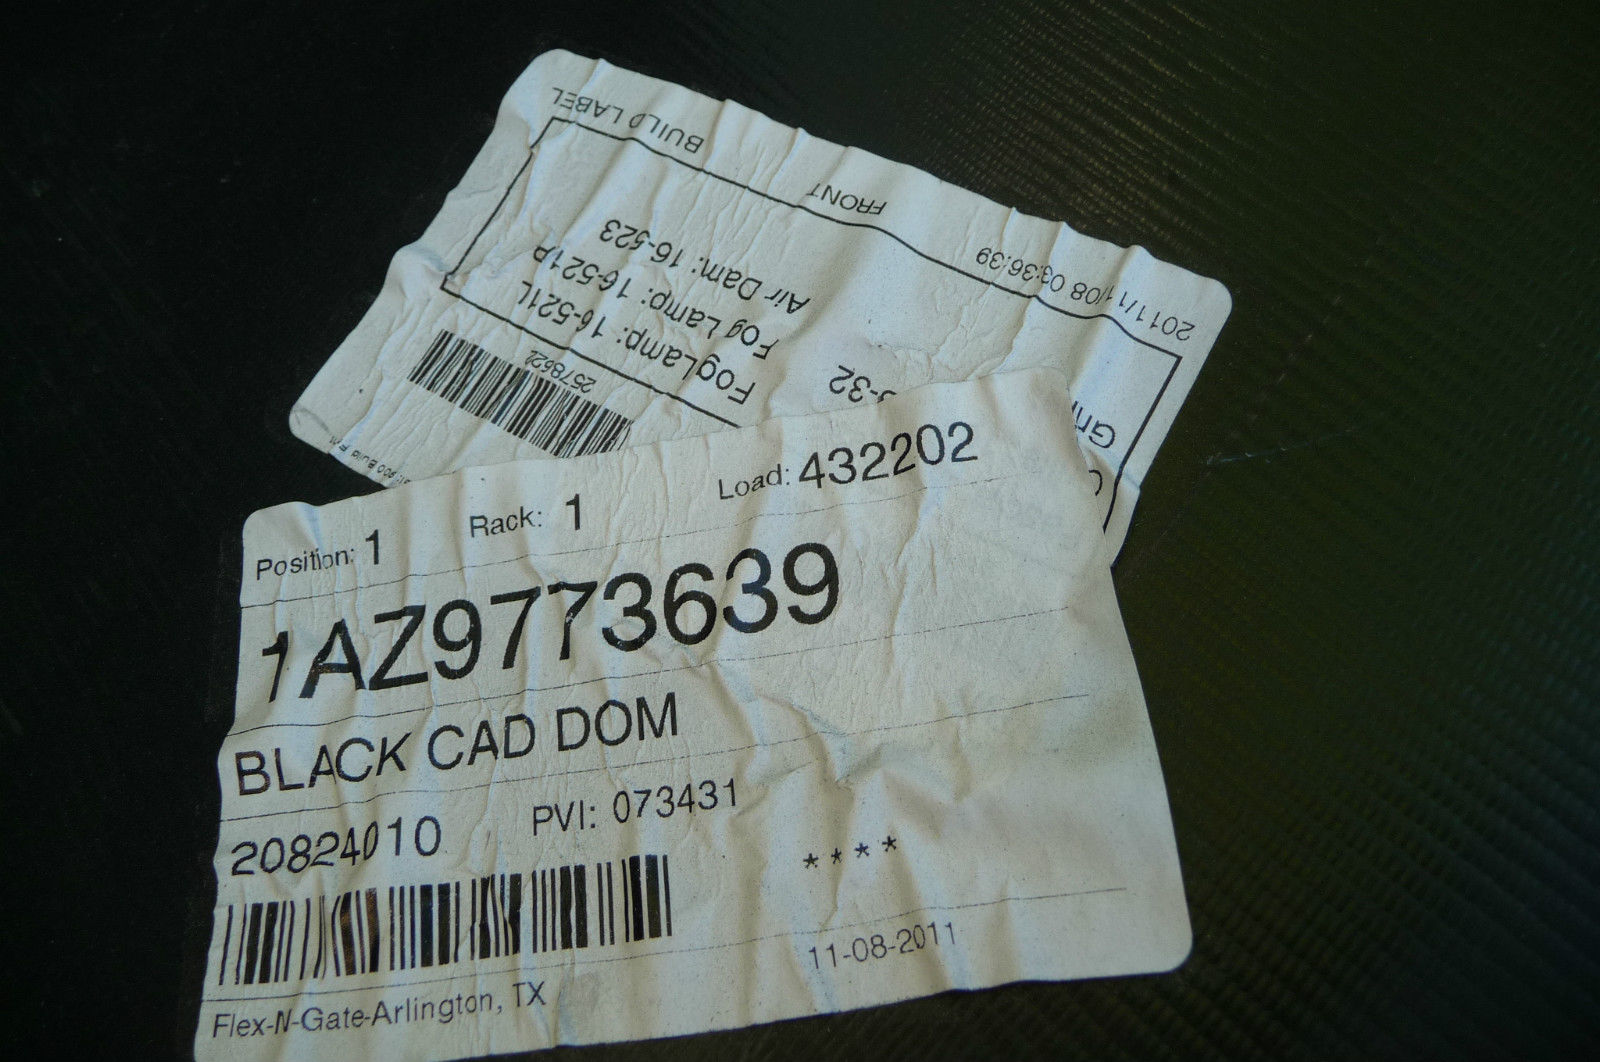 BUILD LABEL
FRONT
2011/11/08 03:36:39
Air Dam: 16-523
Fog Lamp: 16-521P
Fog Lamp: 16-521L
-32
Position: 1 Rack: 1 Load: 432202
1AZ9773639
BLACK CAD DOM
20824010 PVI: 073431
****
11-08-2011
Flex-N-Gate-Arlington, TX